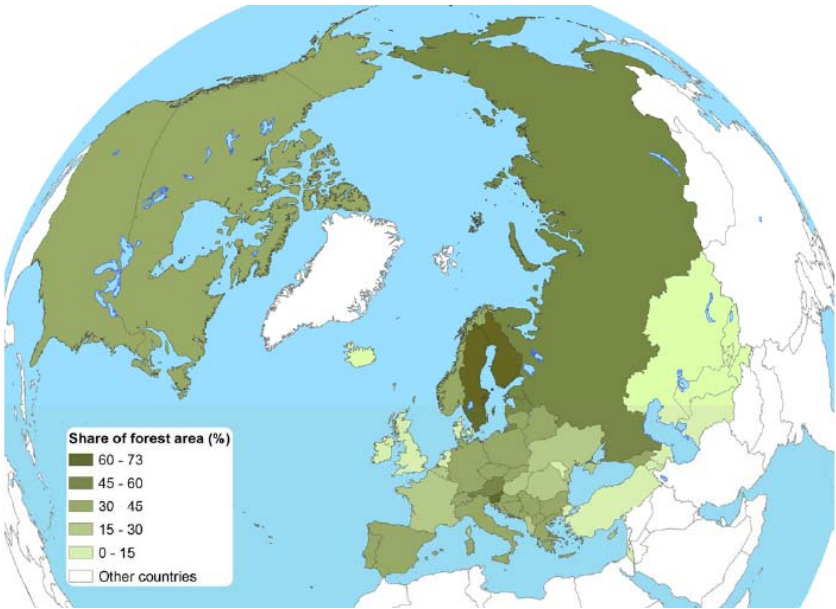 Share of forest area (%)
60 - 73
45 - 60
30 45
15 - 30
0 - 15
Other countries